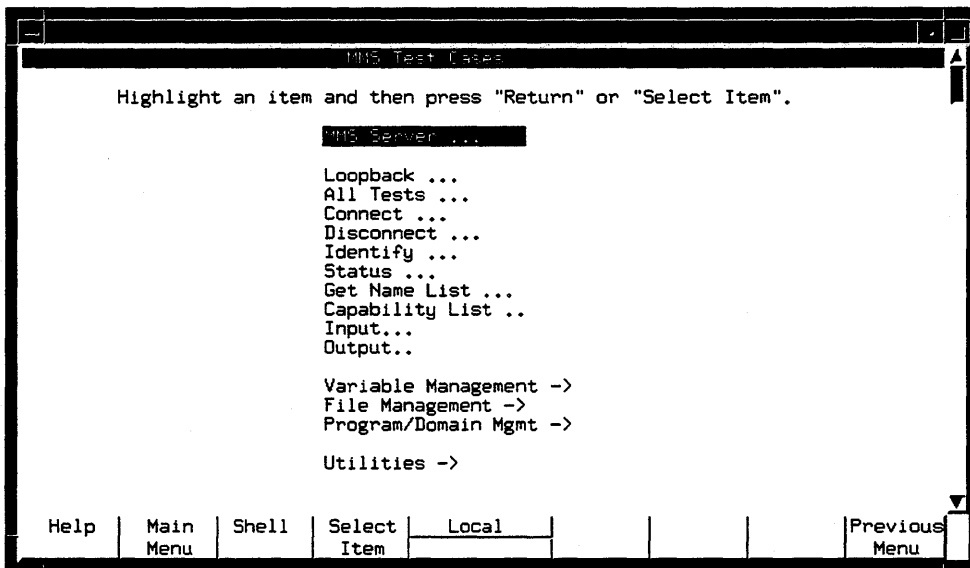 MMS Test Cases
Highlight an item and then press "Return" or "Select Item".
MMS Server ...
Loopback ...
All Tests ...
Connect ...
Disconnect ...
Identify ...
Status ...
Get Name List ...
Capability List ..
Input...
Output..
Variable Management ->
File Management ->
Program/Domain Mgmt ->
Utilities ->
Help
Main
Menu
Shell
Select
Item
Local
Previous
Menu